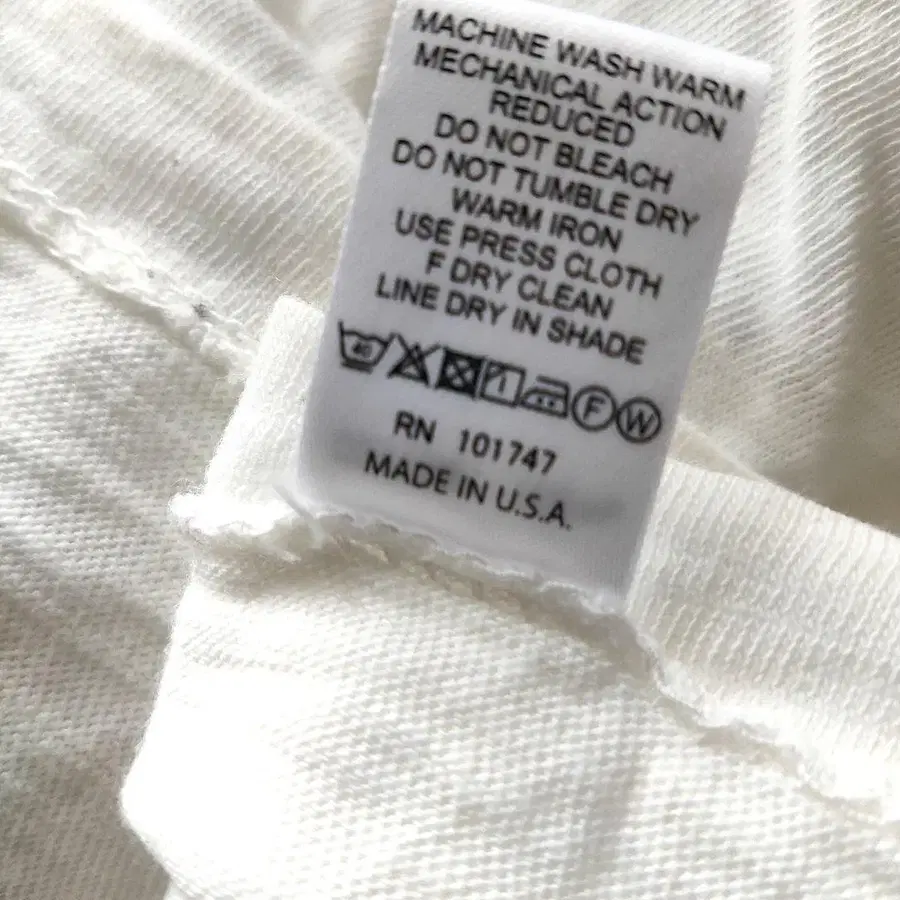 MACHINE WASH WARM
MECHANICAL ACTION
REDUCED
DO NOT BLEACH
DO NOT TUMBLE DRY
WARM IRON
USE PRESS CLOTH
F DRY CLEAN
LINE DRY IN SHADE
40 F W
RN 101747
MADE IN U.S.A.